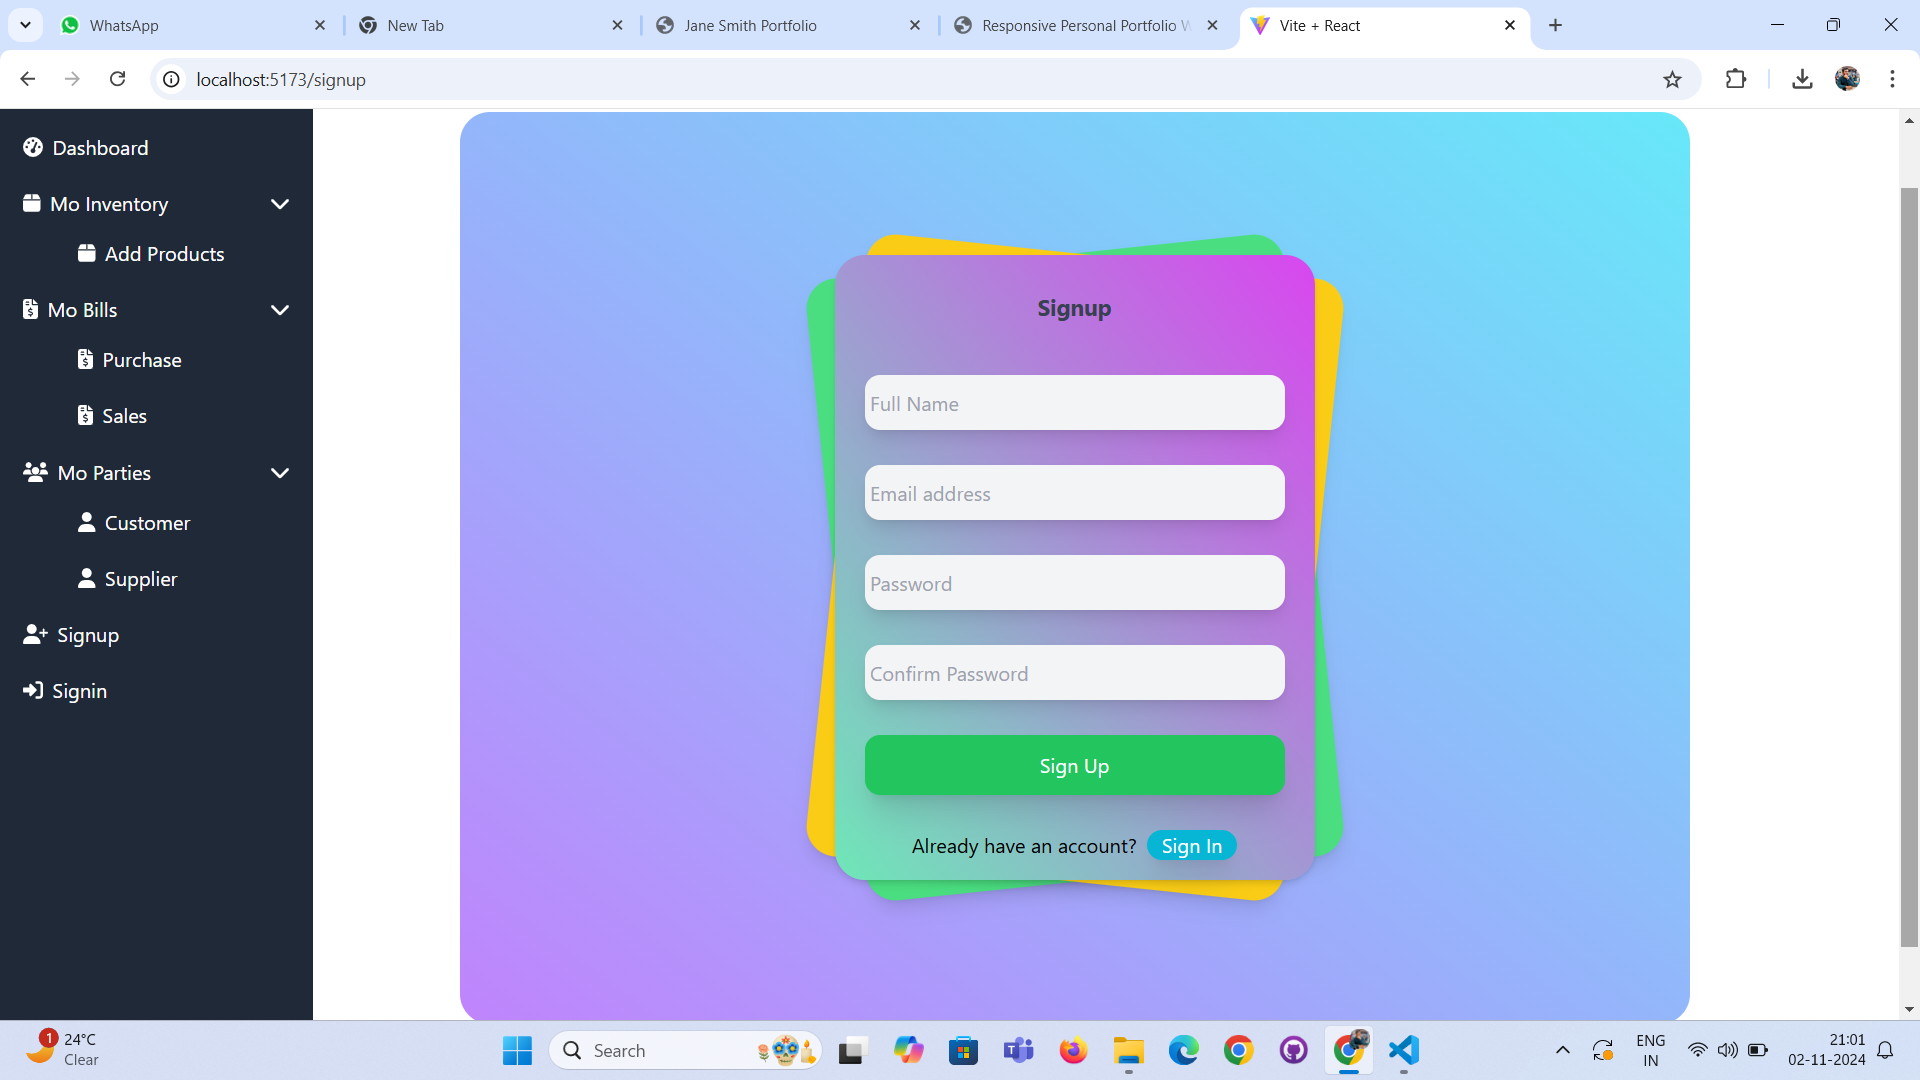 WhatsApp
New Tab
Jane Smith Portfolio
Responsive Personal Portfolio W
Vite + React
localhost:5173/signup
Dashboard
Mo Inventory
Add Products
Mo Bills
Purchase
Sales
Mo Parties
Customer
Supplier
Signup
Signin
Signup
Full Name
Email address
Password
Confirm Password
Sign Up
Already have an account? Sign In
1
24°C
Clear
Search
ENG
IN
21:01
02-11-2024